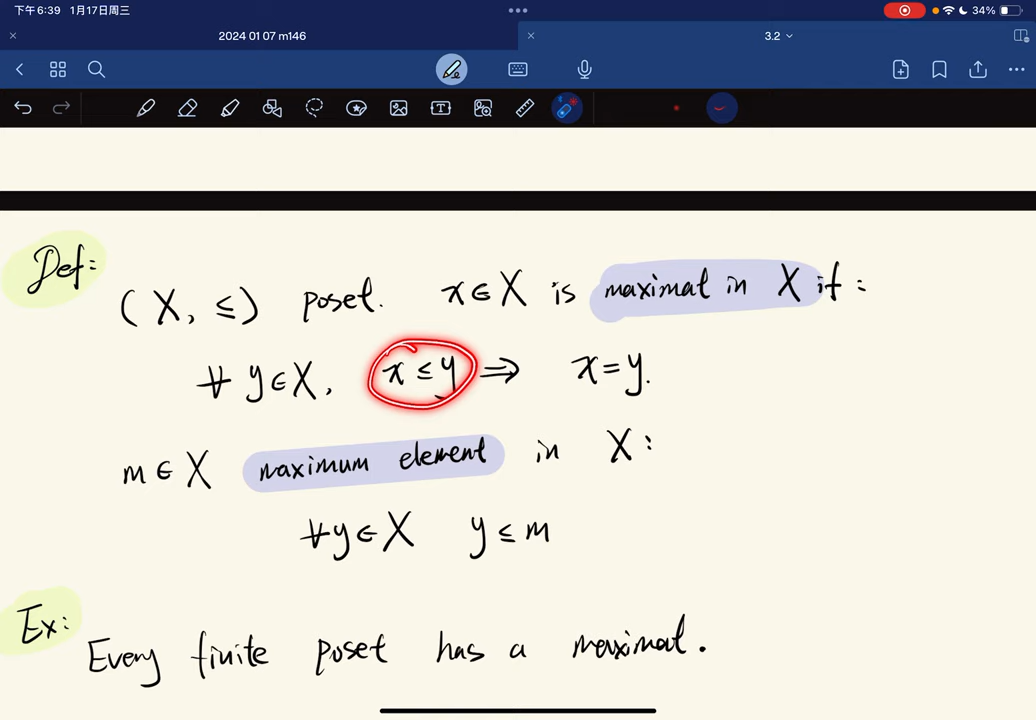 下午6:39 1月17日周三
34%
2024 01 07 m146
3.2
Def:
(X, ≤) poset. x∈X is maximal in X if:
∀ y∈X, x≤y ⇒ x=y.
m∈X maximum element in X:
∀y∈X y≤m
Ex:
Every finite poset has a maximal.